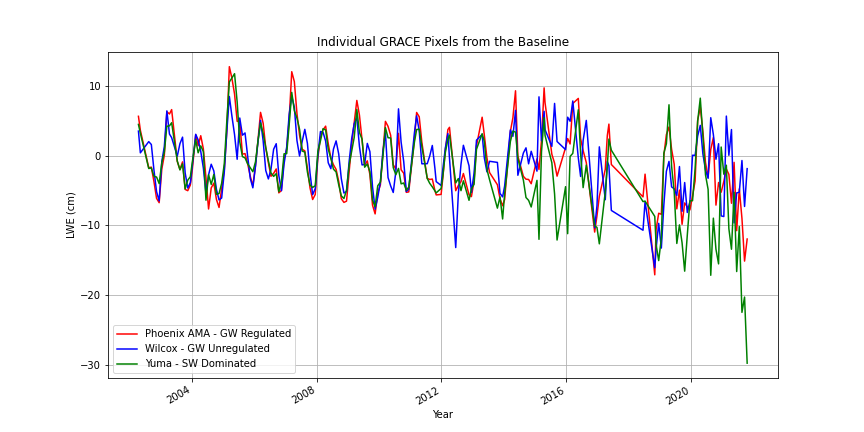 Individual GRACE Pixels from the Baseline
LWE (cm)
10
0
−10
−20
−30
Phoenix AMA - GW Regulated
Wilcox - GW Unregulated
Yuma - SW Dominated
2004
2008
2012
2016
2020
Year